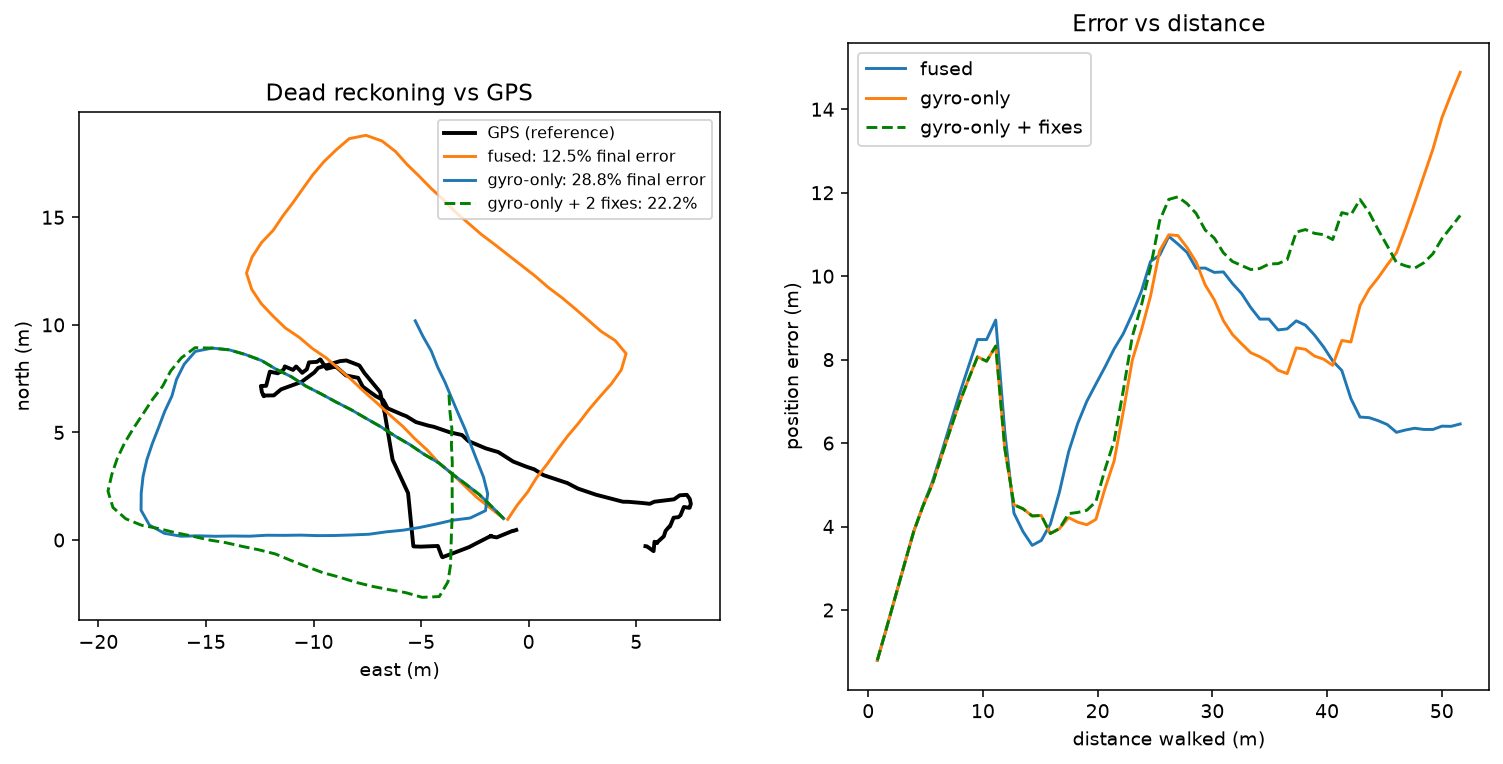 Dead reckoning vs GPS
GPS (reference)
fused: 12.5% final error
gyro-only: 28.8% final error
gyro-only + 2 fixes: 22.2%
15
10
5
0
north (m)
−20
−15
−10
−5
0
5
east (m)
Error vs distance
fused
gyro-only
gyro-only + fixes
14
12
10
8
6
4
2
position error (m)
0
10
20
30
40
50
distance walked (m)